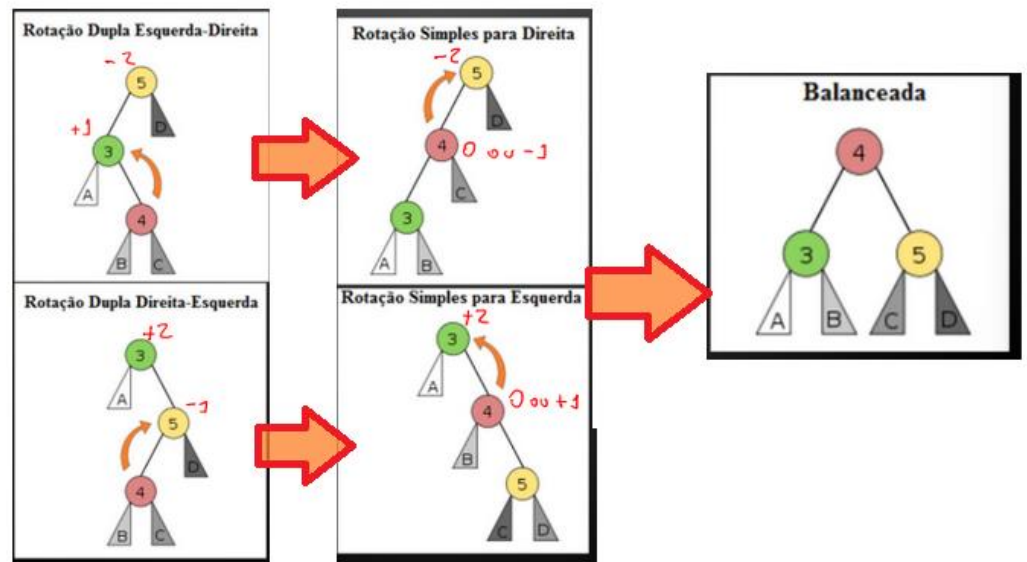 Rotação Dupla Esquerda-Direita
-2
5
D
+1
3
A
4
B C
Rotação Simples para Direita
-2
5
D
4
0 ou -1
C
3
A B
Balanceada
4
3 5
A B C D
Rotação Dupla Direita-Esquerda
+2
3
A
5
-1
D
4
B C
Rotação Simples para Esquerda
+2
3
A
4
0 ou +1
B
5
C D